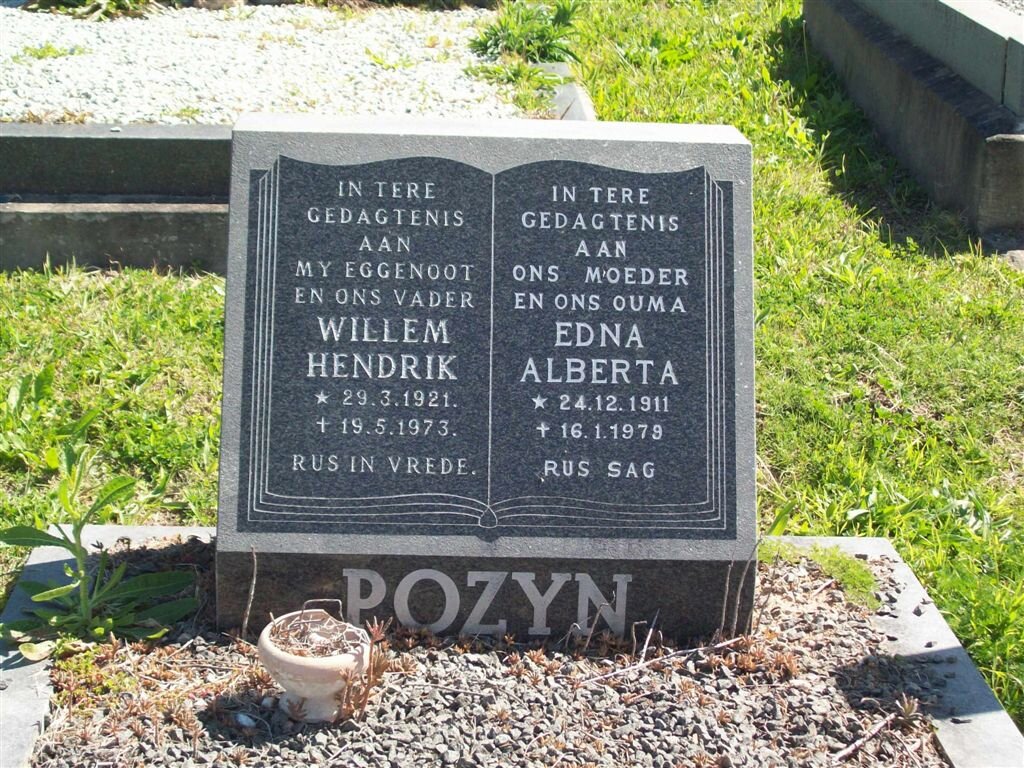 IN TERE
GEDAGTENIS
AAN
MY EGGENOOT
EN ONS VADER
WILLEM
HENDRIK
★ 29.3.1921.
✝ 19.5.1973.
RUS IN VREDE.
IN TERE
GEDAGTENIS
AAN
ONS MOEDER
EN ONS OUMA
EDNA
ALBERTA
★ 24.12.1911
✝ 16.1.1979
RUS SAG
POZYN